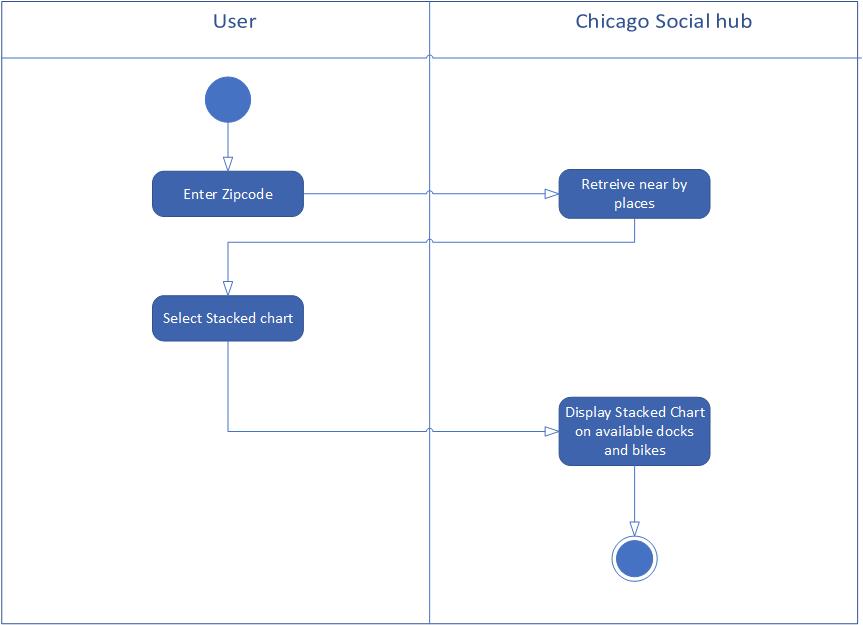 User
Chicago Social hub
Enter Zipcode
Retreive near by
places
Select Stacked chart
Display Stacked Chart
on available docks
and bikes